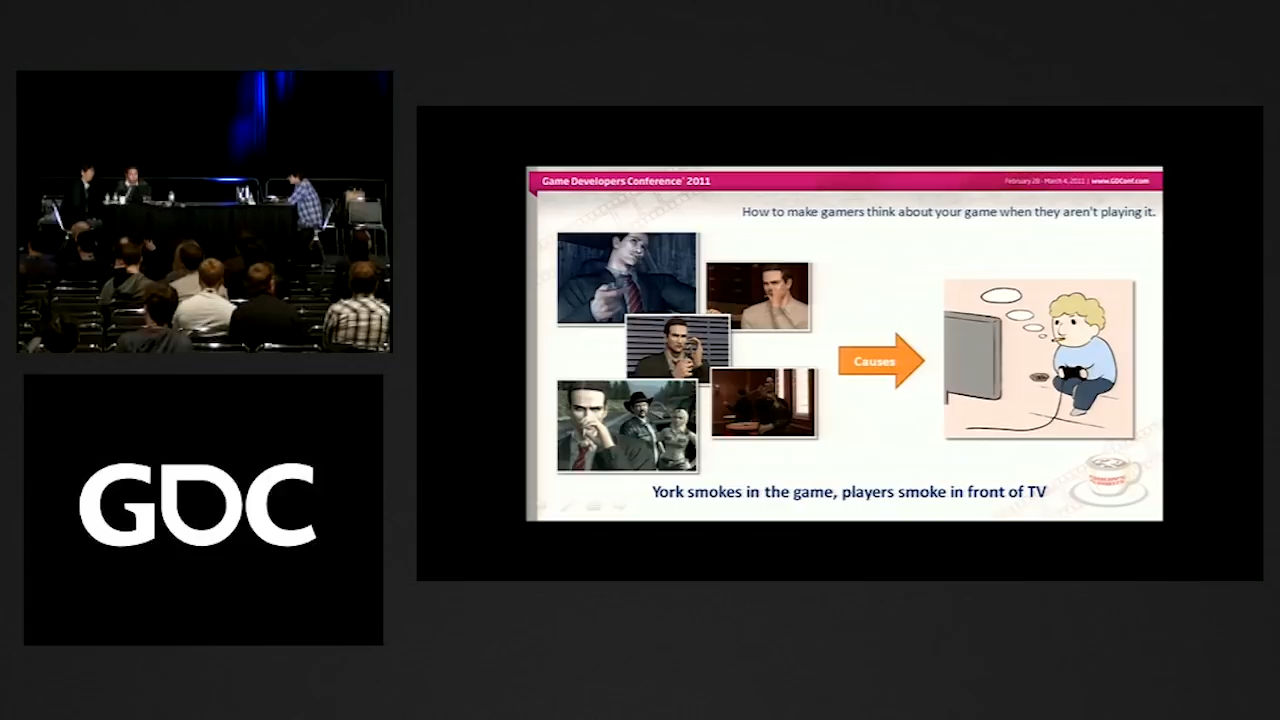 Game Developers Conference® 2011
February 28 - March 4, 2011 | www.GDConf.com
How to make gamers think about your game when they aren't playing it.
Causes
York smokes in the game, players smoke in front of TV
GDC